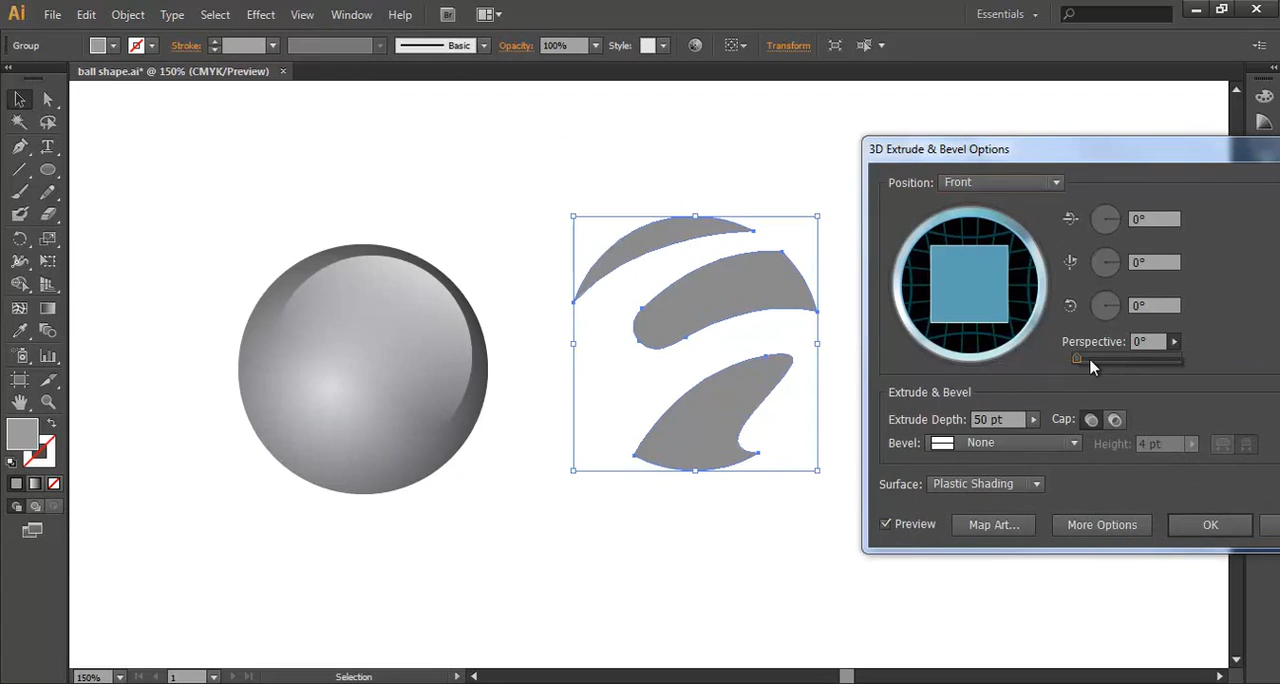 Ai File Edit Object Type Select Effect View Window Help Br Essentials
Group Stroke: Basic Opacity: 100% Style: Transform
ball shape.ai* @ 150% (CMYK/Preview) ×
3D Extrude & Bevel Options
Position: Front
0°
0°
0°
Perspective: 0°
Extrude & Bevel
Extrude Depth: 50 pt Cap:
Bevel: None Height: 4 pt
Surface: Plastic Shading
Preview Map Art... More Options OK
150% 1 Selection